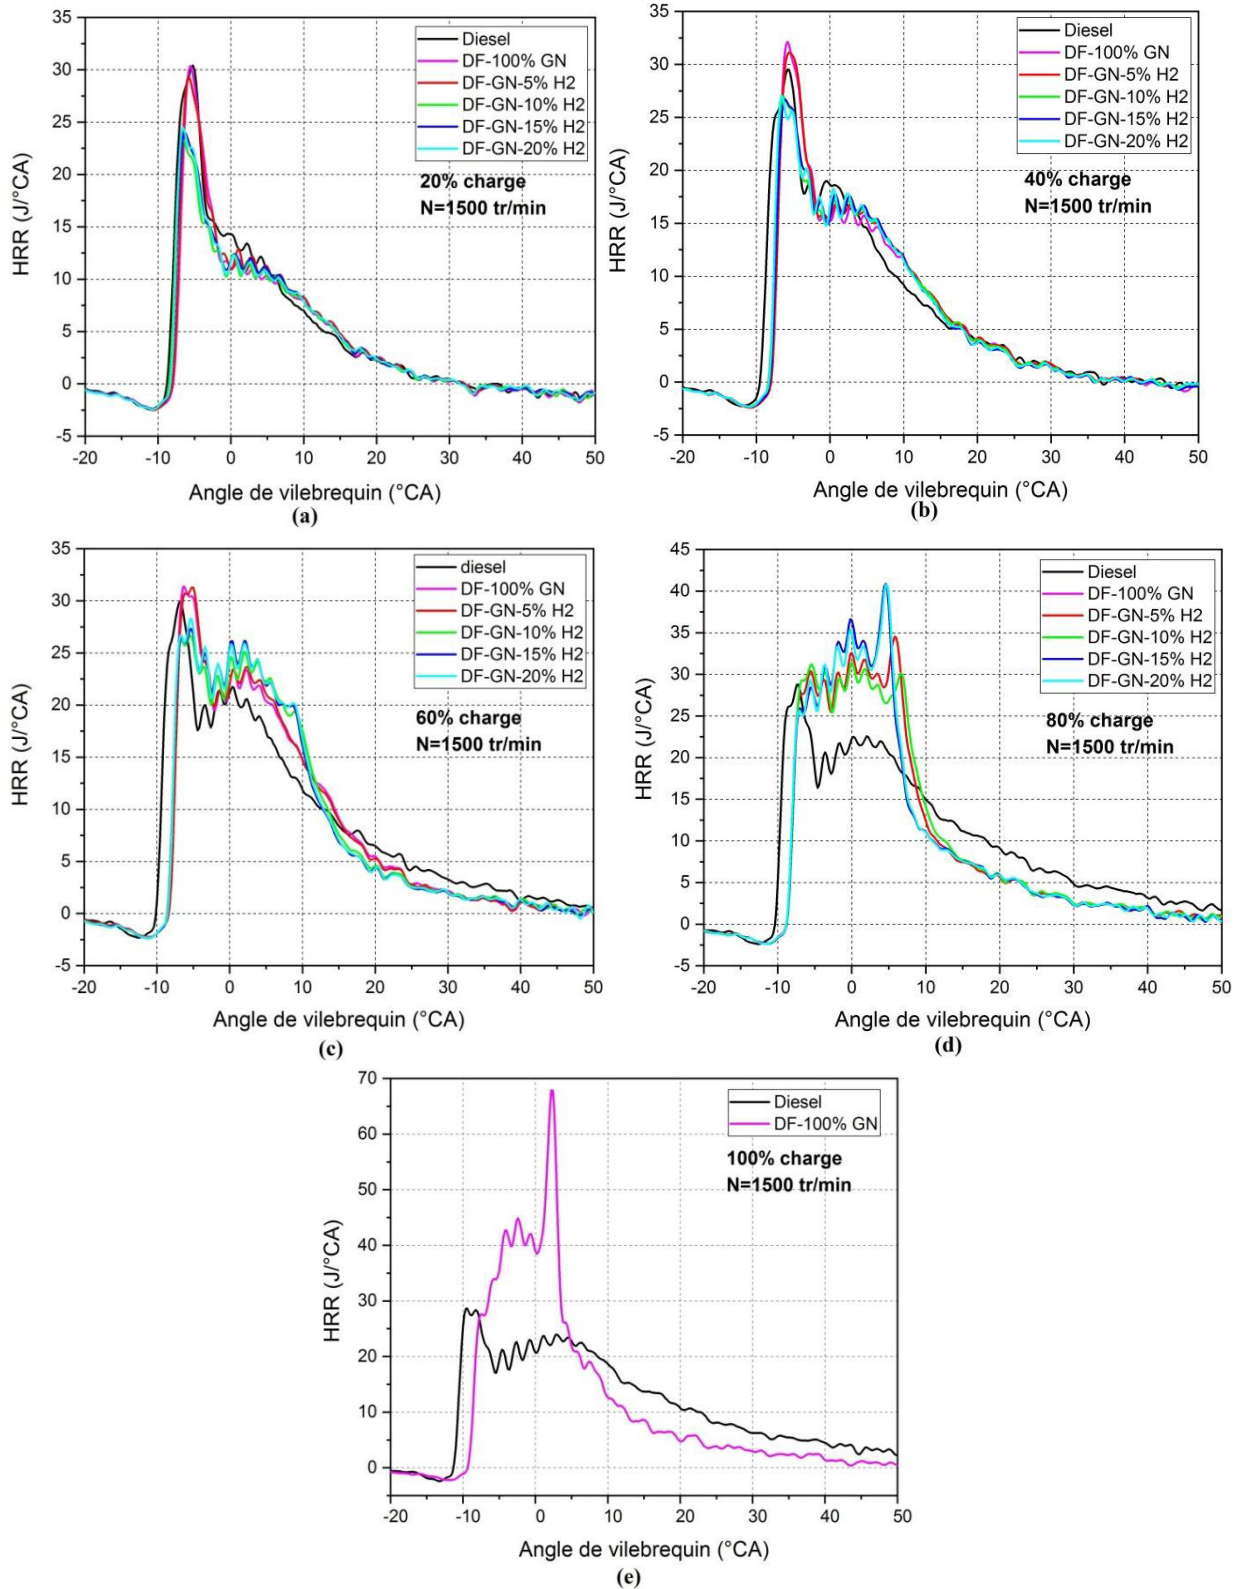 35
30
25
20
15
10
5
0
-5
HRR (J/°CA)
Diesel
DF-100% GN
DF-GN-5% H2
DF-GN-10% H2
DF-GN-15% H2
DF-GN-20% H2
20% charge
N=1500 tr/min
-20 -10 0 10 20 30 40 50
Angle de vilebrequin (°CA)
(a)
35
30
25
20
15
10
5
0
-5
HRR (J/°CA)
Diesel
DF-100% GN
DF-GN-5% H2
DF-GN-10% H2
DF-GN-15% H2
DF-GN-20% H2
40% charge
N=1500 tr/min
-20 -10 0 10 20 30 40 50
Angle de vilebrequin (°CA)
(b)
35
30
25
20
15
10
5
0
-5
HRR (J/°CA)
diesel
DF-100% GN
DF-GN-5% H2
DF-GN-10% H2
DF-GN-15% H2
DF-GN-20% H2
60% charge
N=1500 tr/min
-20 -10 0 10 20 30 40 50
Angle de vilebrequin (°CA)
(c)
45
40
35
30
25
20
15
10
5
0
-5
HRR (J/°CA)
Diesel
DF-100% GN
DF-GN-5% H2
DF-GN-10% H2
DF-GN-15% H2
DF-GN-20% H2
80% charge
N=1500 tr/min
-20 -10 0 10 20 30 40 50
Angle de vilebrequin (°CA)
(d)
70
60
50
40
30
20
10
0
HRR (J/°CA)
Diesel
DF-100% GN
100% charge
N=1500 tr/min
-20 -10 0 10 20 30 40 50
Angle de vilebrequin (°CA)
(e)